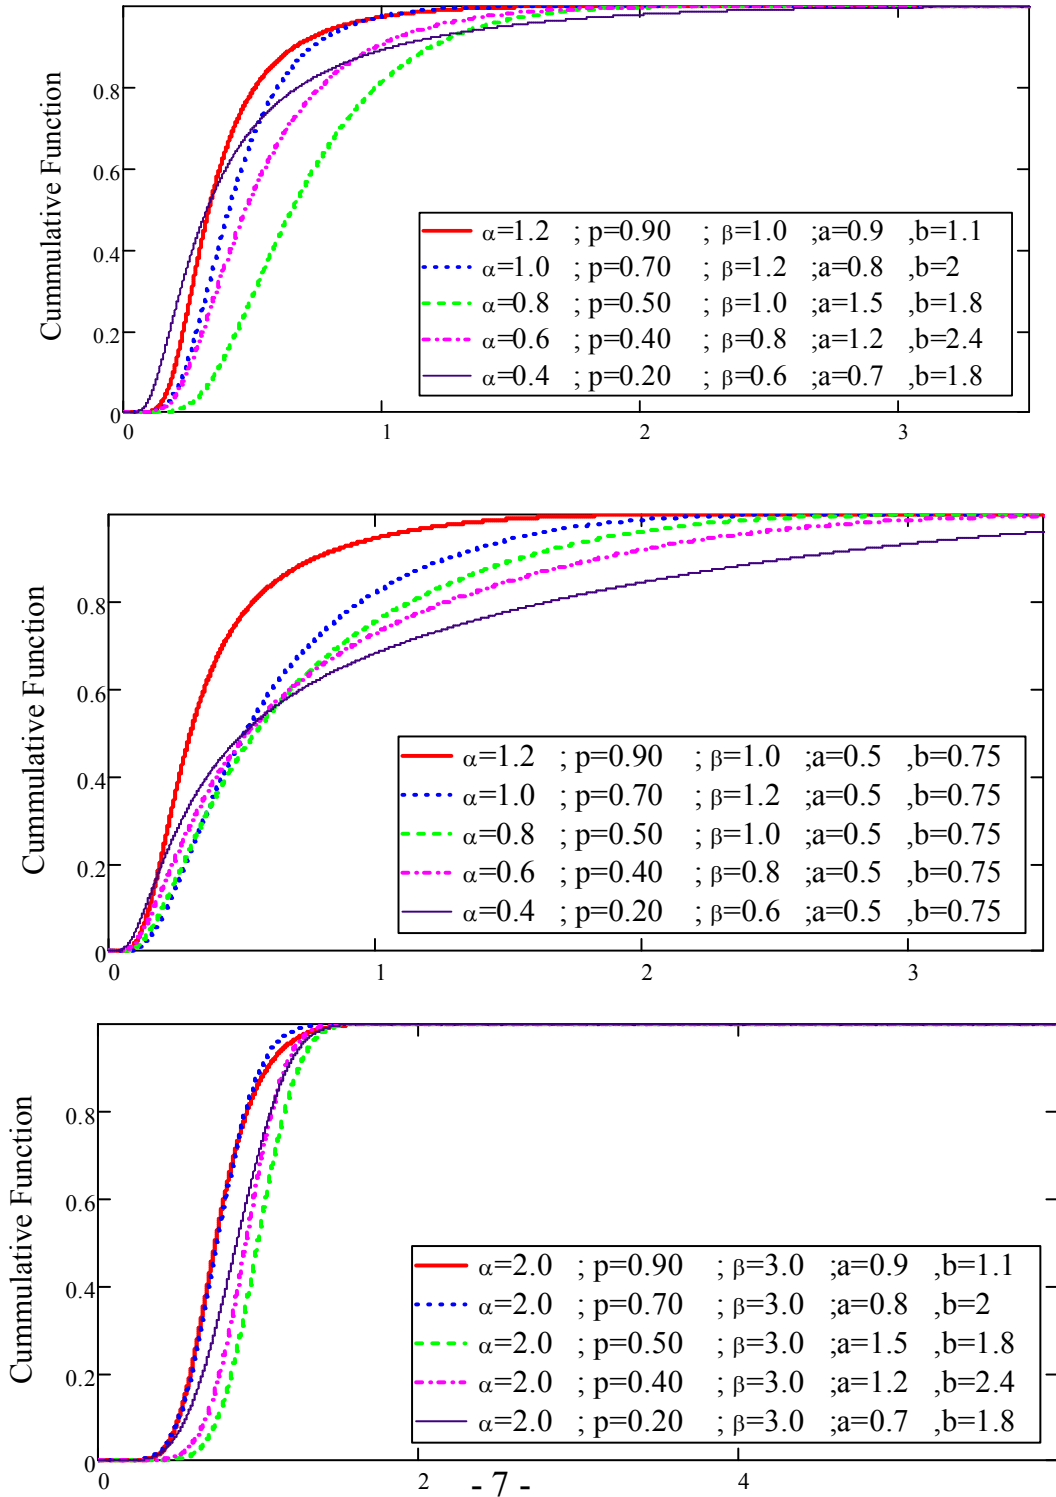 Cummulative Function
0.8
0.6
0.4
0.2
0
0 1 2 3
α=1.2 ; p=0.90 ; β=1.0 ;a=0.9 ,b=1.1
α=1.0 ; p=0.70 ; β=1.2 ;a=0.8 ,b=2
α=0.8 ; p=0.50 ; β=1.0 ;a=1.5 ,b=1.8
α=0.6 ; p=0.40 ; β=0.8 ;a=1.2 ,b=2.4
α=0.4 ; p=0.20 ; β=0.6 ;a=0.7 ,b=1.8
Cummulative Function
0.8
0.6
0.4
0.2
0
0 1 2 3
α=1.2 ; p=0.90 ; β=1.0 ;a=0.5 ,b=0.75
α=1.0 ; p=0.70 ; β=1.2 ;a=0.5 ,b=0.75
α=0.8 ; p=0.50 ; β=1.0 ;a=0.5 ,b=0.75
α=0.6 ; p=0.40 ; β=0.8 ;a=0.5 ,b=0.75
α=0.4 ; p=0.20 ; β=0.6 ;a=0.5 ,b=0.75
Cummulative Function
0.8
0.6
0.4
0.2
0
0 2 4
α=2.0 ; p=0.90 ; β=3.0 ;a=0.9 ,b=1.1
α=2.0 ; p=0.70 ; β=3.0 ;a=0.8 ,b=2
α=2.0 ; p=0.50 ; β=3.0 ;a=1.5 ,b=1.8
α=2.0 ; p=0.40 ; β=3.0 ;a=1.2 ,b=2.4
α=2.0 ; p=0.20 ; β=3.0 ;a=0.7 ,b=1.8
- 7 -